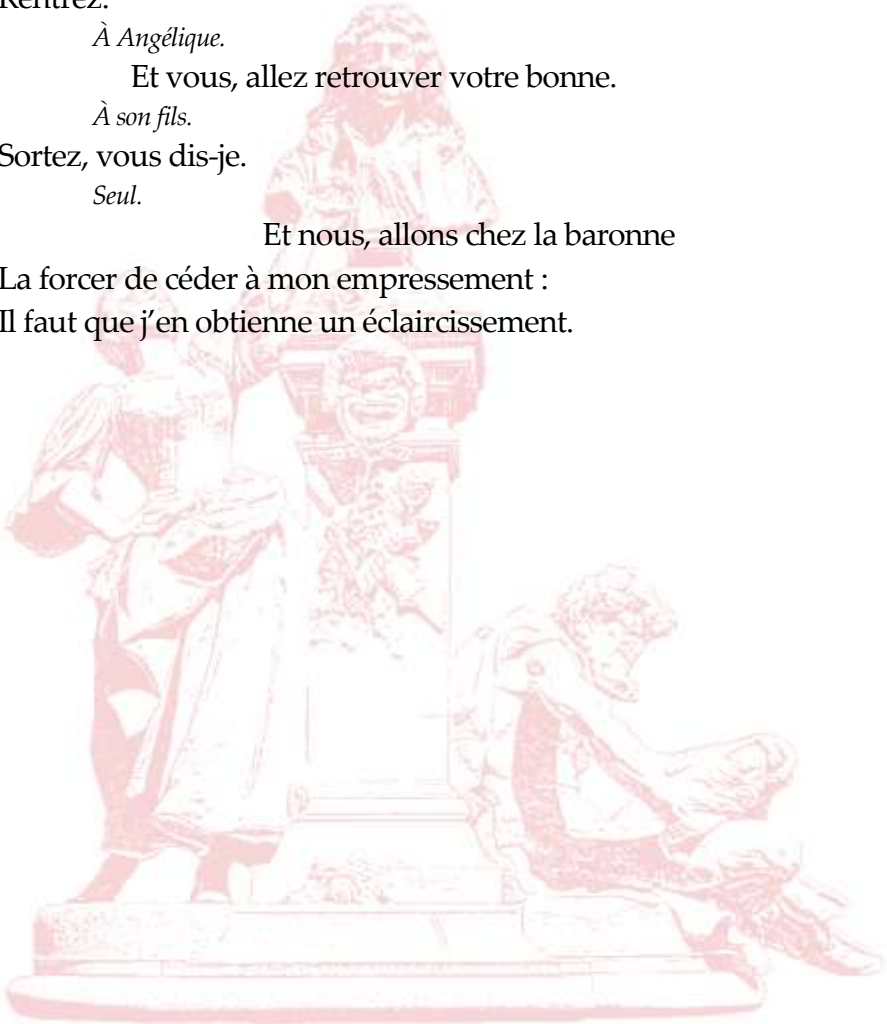 Rentrez.
À Angélique.
Et vous, allez retrouver votre bonne.
À son fils.
Sortez, vous dis-je.
Seul.
Et nous, allons chez la baronne
La forcer de céder à mon empressement :
Il faut que j’en obtienne un éclaircissement.